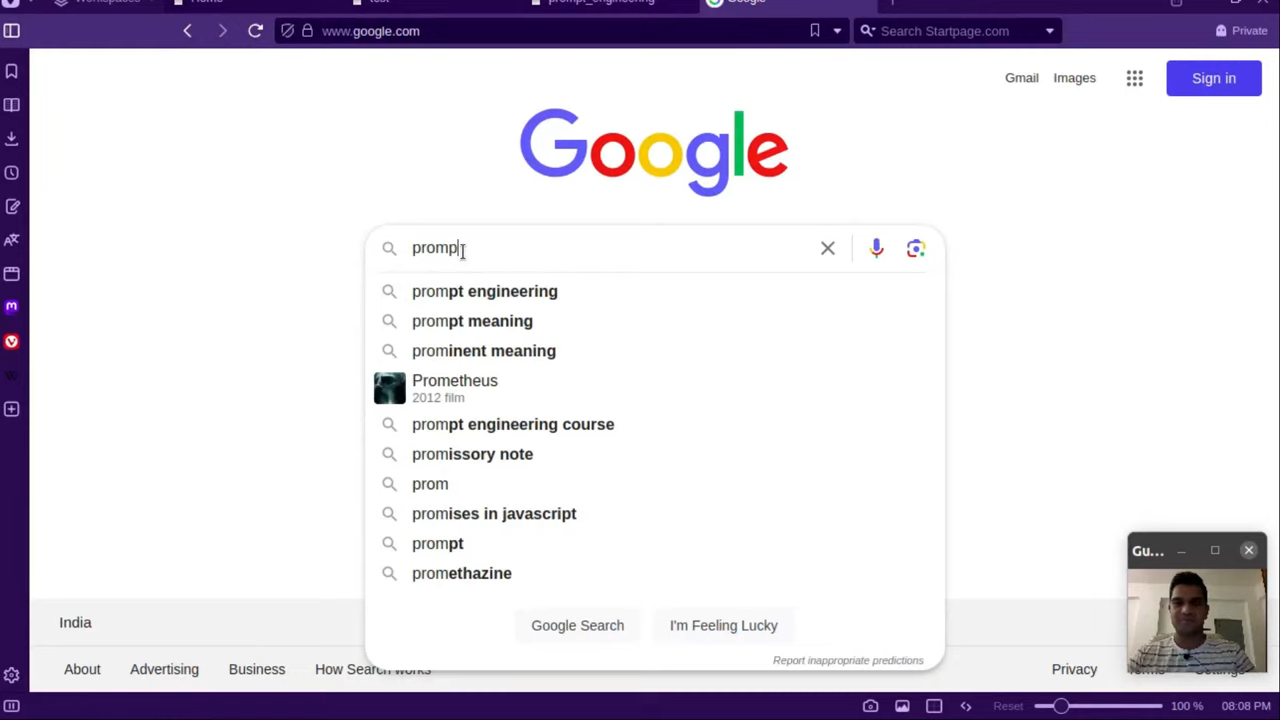 Workspaces Home test prompt_engineering Google
www.google.com Search Startpage.com Private
Gmail Images Sign in
Google
promp
prompt engineering
prompt meaning
prominent meaning
Prometheus
2012 film
prompt engineering course
promissory note
prom
promises in javascript
prompt
promethazine
Gu...
Google Search I'm Feeling Lucky
India
Report inappropriate predictions
About Advertising Business How Search works Privacy Terms Settings
Reset 100 % 08:08 PM